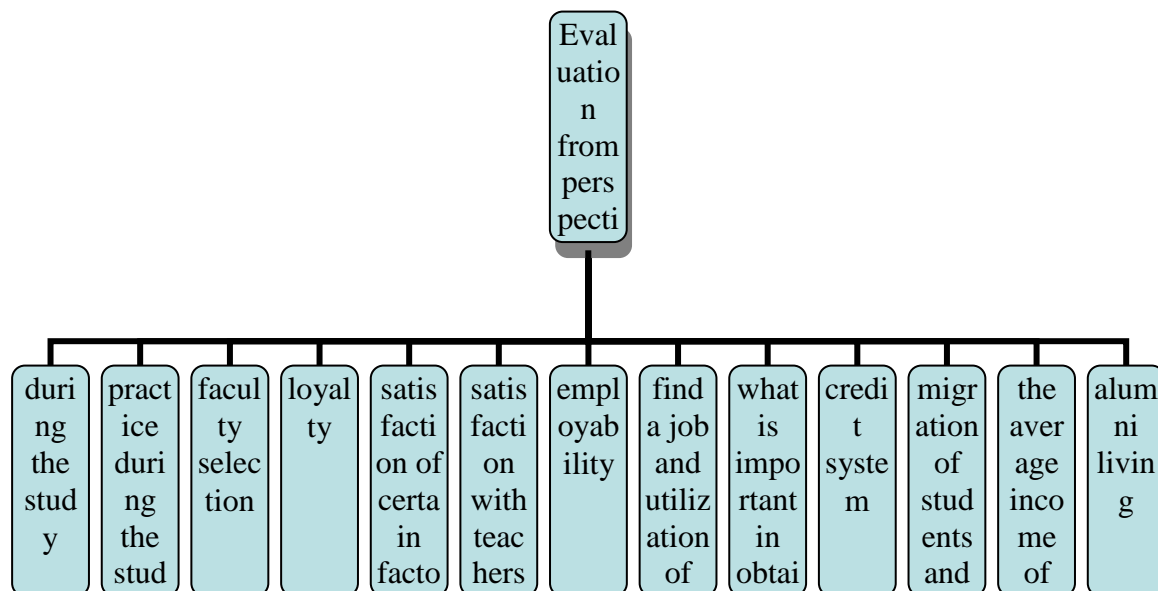 Eval
uatio
n
from
pers
pecti
duri
ng
the
stud
y
pract
ice
duri
ng
the
stud
facul
ty
selec
tion
loyal
ty
satis
facti
on of
certa
in
facto
satis
facti
on
with
teac
hers
empl
oyab
ility
find
a job
and
utiliz
ation
of
what
is
impo
rtant
in
obtai
credi
t
syste
m
migr
ation
of
stud
ents
and
the
aver
age
inco
me
of
alum
ni
livin
g